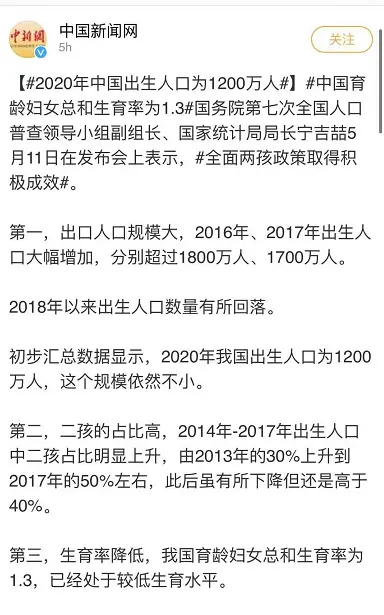 中国新闻网
5h
关注
中新網
【#2020年中国出生人口为1200万人#】#中国育
龄妇女总和生育率为1.3#国务院第七次全国人口
普查领导小组副组长、国家统计局局长宁吉喆5
月11日在发布会上表示，#全面两孩政策取得积
极成效#。
第一，出口人口规模大，2016年、2017年出生人
口大幅增加，分别超过1800万人、1700万人。
2018年以来出生人口数量有所回落。
初步汇总数据显示，2020年我国出生人口为1200
万人，这个规模依然不小。
第二，二孩的占比高，2014年-2017年出生人口
中二孩占比明显上升，由2013年的30%上升到
2017年的50%左右，此后虽有所下降但还是高于
40%。
第三，生育率降低，我国育龄妇女总和生育率为
1.3，已经处于较低生育水平。